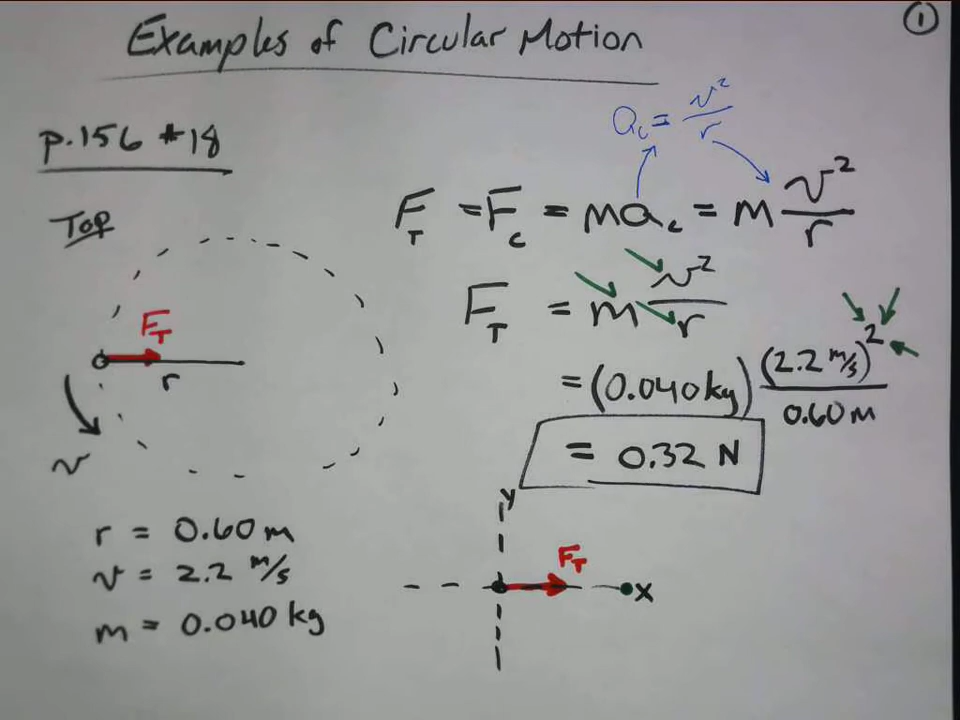 ①
Examples of Circular Motion
p.156 #18
a_c = v²/r
F_T = F_c = ma_c = m v²/r
Top
F_T = m v²/r
F_T
r
v
= (0.040 kg) (2.2 m/s)²/0.60 m
= 0.32 N
r = 0.60 m
v = 2.2 m/s
m = 0.040 kg
y
F_T
x